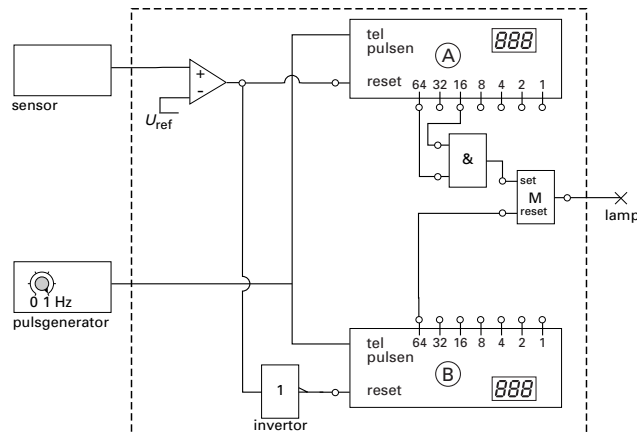 sensor
+
-
Uref
tel
pulsen
A
888
reset
64 32 16 8 4 2 1
&
set
M
reset
lamp
0 1 Hz
pulsgenerator
64 32 16 8 4 2 1
tel
pulsen
B
reset
888
1
invertor